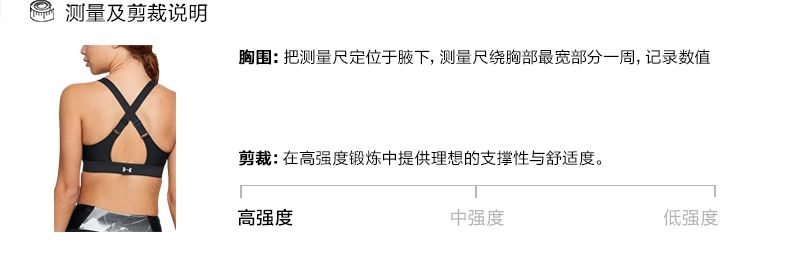 测量及剪裁说明
胸围：把测量尺定位于腋下，测量尺绕胸部最宽部分一周，记录数值
剪裁：在高强度锻炼中提供理想的支撑性与舒适度。
高强度 中强度 低强度